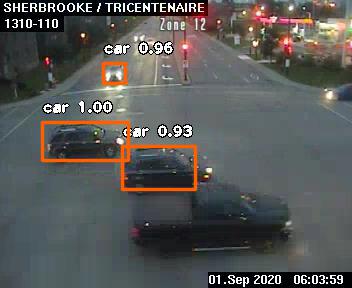 SHERBROOKE / TRICENTENAIRE
1310-110
Zone 12
car 0.96
car 1.00
car 0.93
01.Sep 2020 06:03:59